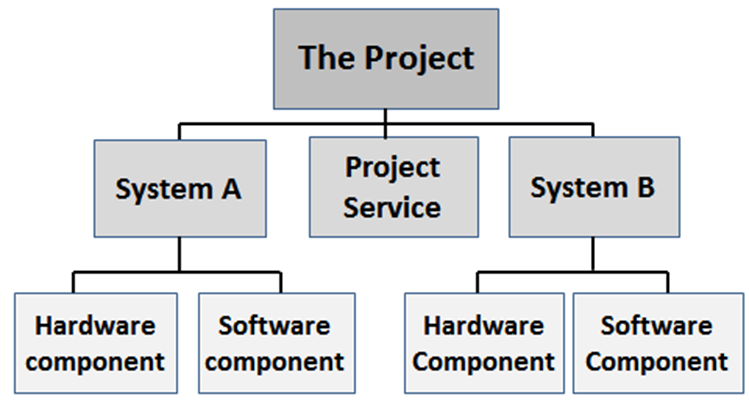 The Project
System A
Project
Service
System B
Hardware
component
Software
component
Hardware
Component
Software
Component